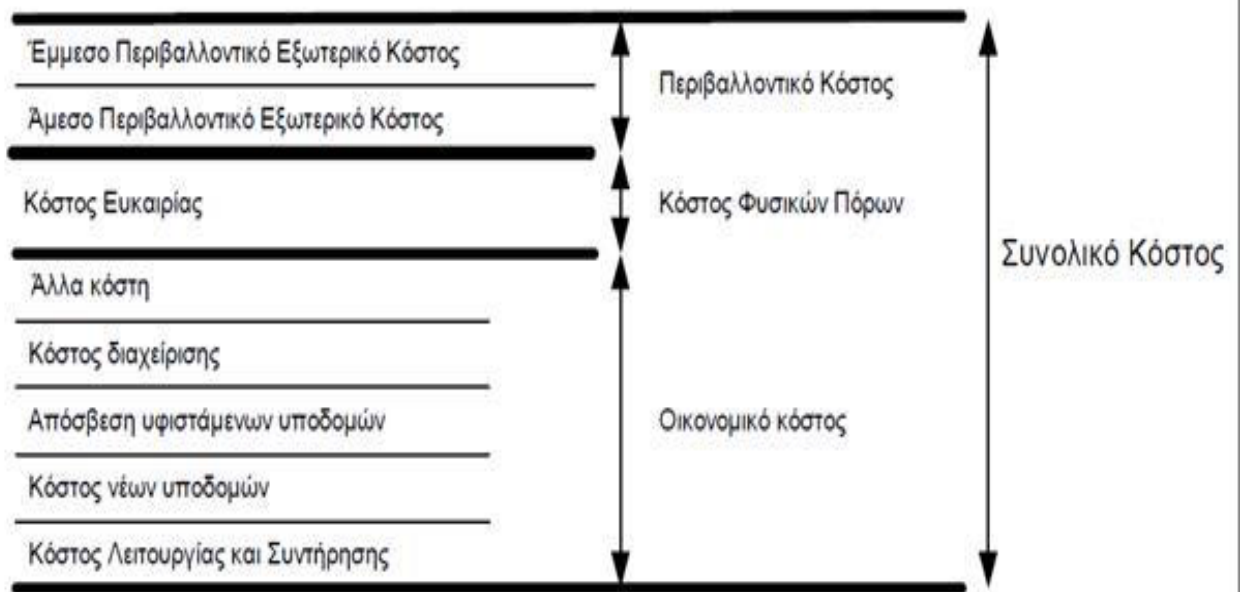 Έμμεσο Περιβαλλοντικό Εξωτερικό Κόστος
Άμεσο Περιβαλλοντικό Εξωτερικό Κόστος
Περιβαλλοντικό Κόστος
Κόστος Ευκαιρίας
Κόστος Φυσικών Πόρων
Άλλα κόστη
Κόστος διαχείρισης
Απόσβεση υφιστάμενων υποδομών
Κόστος νέων υποδομών
Κόστος Λειτουργίας και Συντήρησης
Οικονομικό κόστος
Συνολικό Κόστος